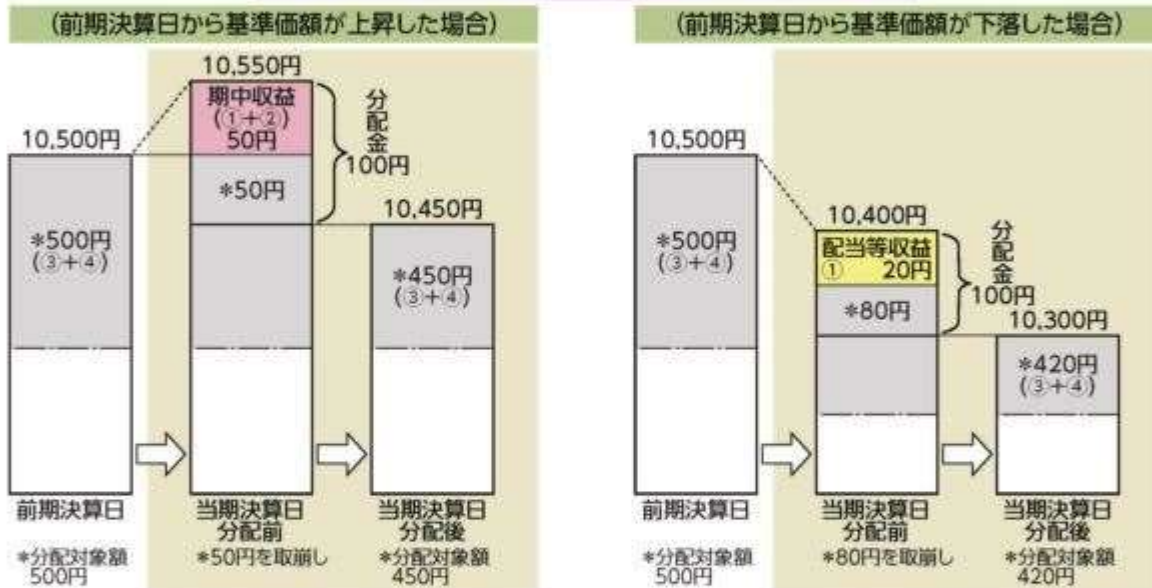 (前期決算日から基準価額が上昇した場合)
10,550円
期中収益
(①+②)
50円
分配金
100円
10,500円
*50円
10,450円
*500円
(③+④)
*450円
(③+④)
前期決算日
当期決算日
分配前
当期決算日
分配後
*分配対象額
500円
*50円を取崩し
*分配対象額
450円
(前期決算日から基準価額が下落した場合)
10,500円
10,400円
*500円
(③+④)
配当等収益
① 20円
分配金
100円
*80円
10,300円
*420円
(③+④)
前期決算日
当期決算日
分配前
当期決算日
分配後
*分配対象額
500円
*80円を取崩し
*分配対象額
420円